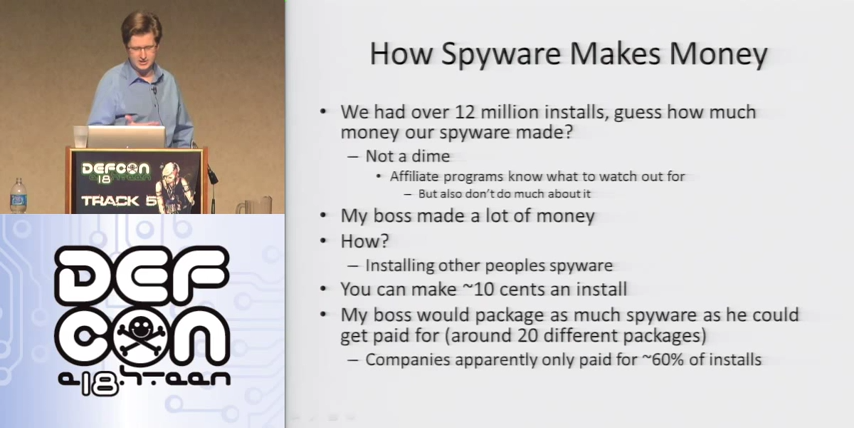 How Spyware Makes Money
• We had over 12 million installs, guess how much
money our spyware made?
– Not a dime
• Affiliate programs know what to watch out for
– But also don't do much about it
• My boss made a lot of money
• How?
– Installing other peoples spyware
• You can make ~10 cents an install
• My boss would package as much spyware as he could
get paid for (around 20 different packages)
– Companies apparently only paid for ~60% of installs
DEFCON
18
TRACK 5
DEF
CON
e18hteen